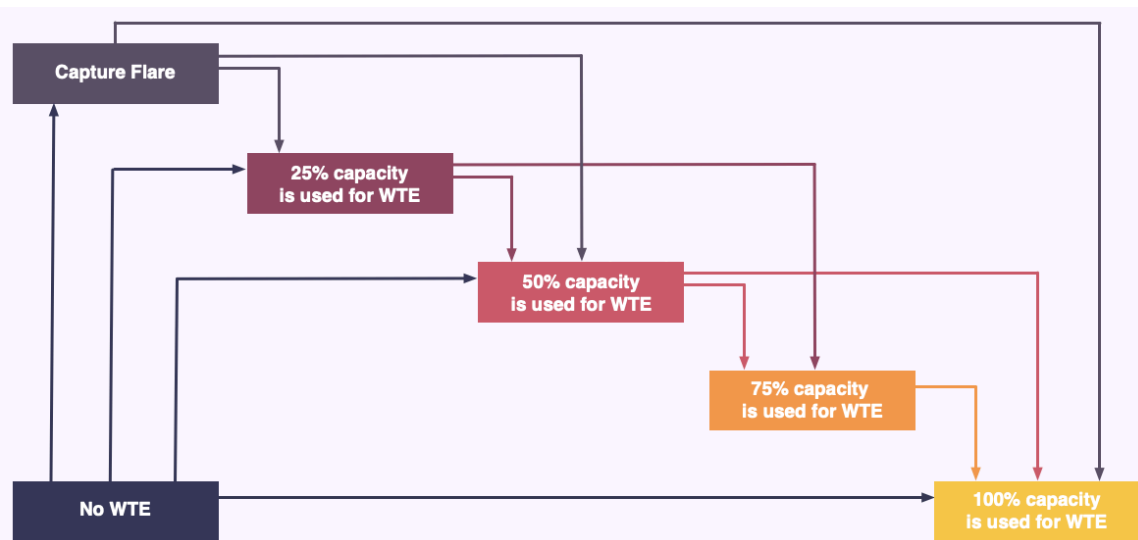 Capture Flare
25% capacity
is used for WTE
50% capacity
is used for WTE
75% capacity
is used for WTE
No WTE
100% capacity
is used for WTE